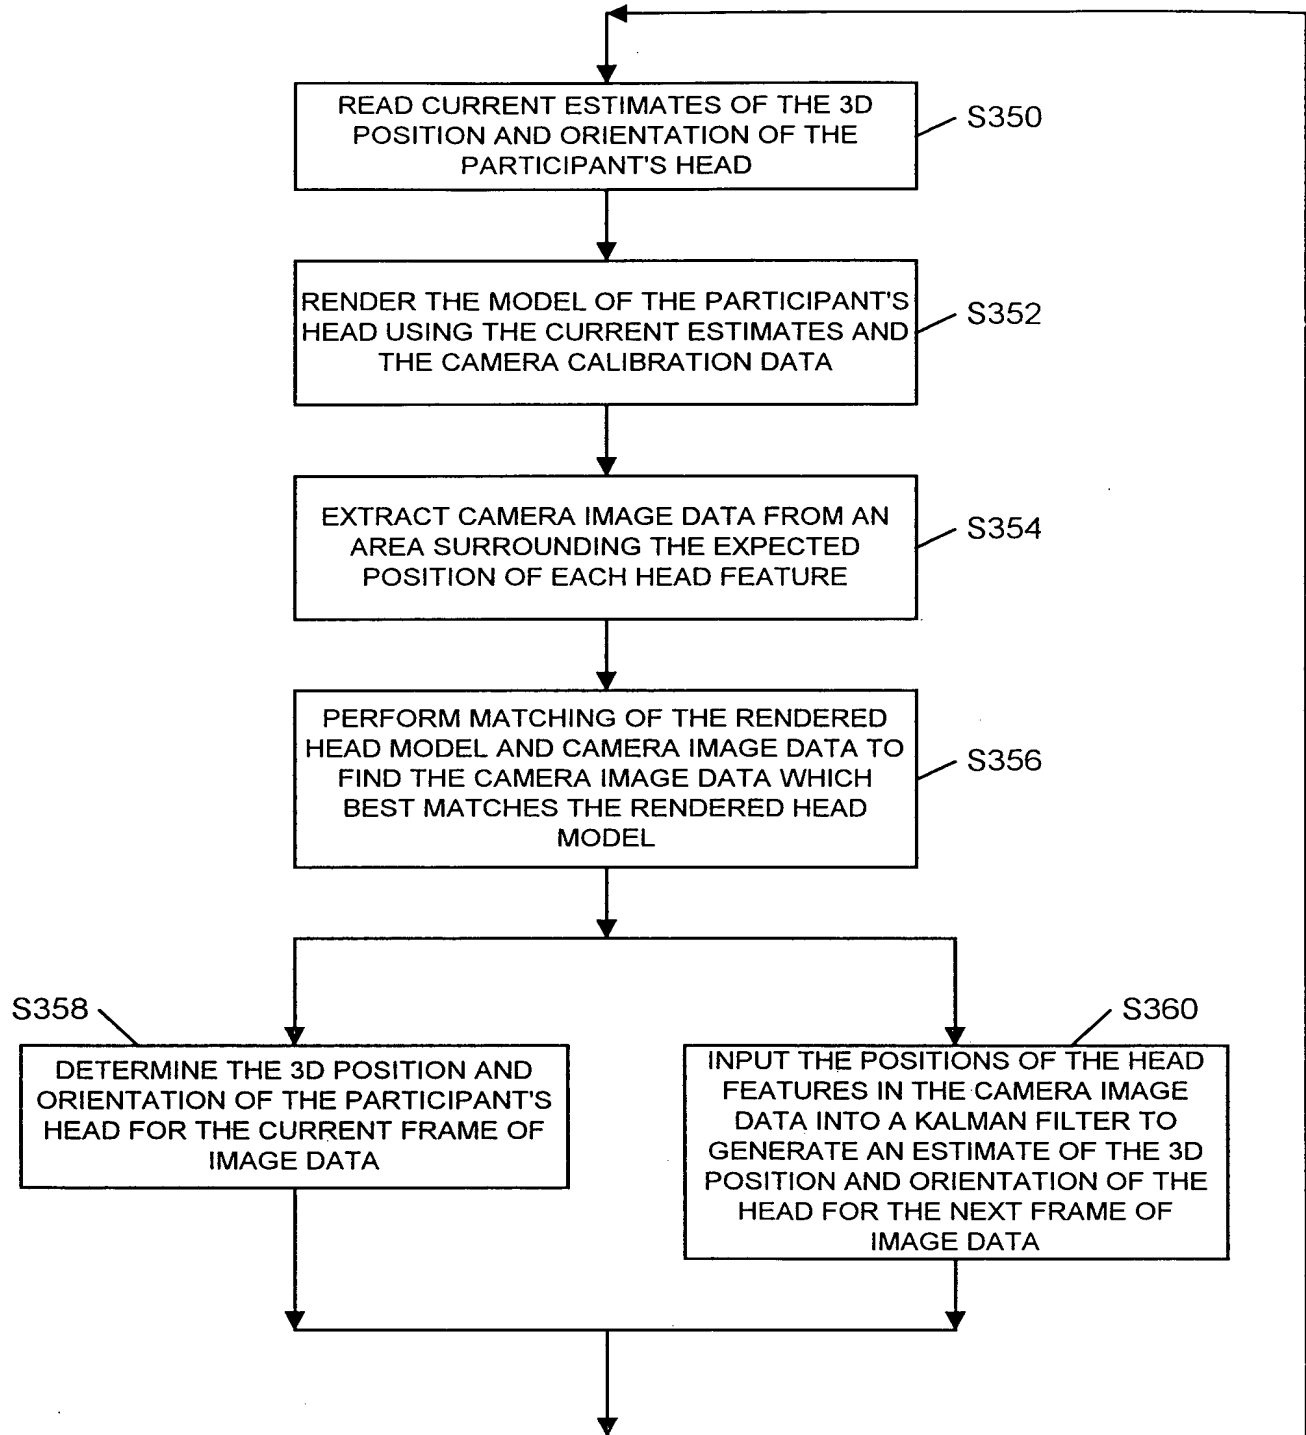 READ CURRENT ESTIMATES OF THE 3D
POSITION AND ORIENTATION OF THE
PARTICIPANT'S HEAD
S350
RENDER THE MODEL OF THE PARTICIPANT'S
HEAD USING THE CURRENT ESTIMATES AND
THE CAMERA CALIBRATION DATA
S352
EXTRACT CAMERA IMAGE DATA FROM AN
AREA SURROUNDING THE EXPECTED
POSITION OF EACH HEAD FEATURE
S354
PERFORM MATCHING OF THE RENDERED
HEAD MODEL AND CAMERA IMAGE DATA TO
FIND THE CAMERA IMAGE DATA WHICH
BEST MATCHES THE RENDERED HEAD
MODEL
S356
S358
DETERMINE THE 3D POSITION AND
ORIENTATION OF THE PARTICIPANT'S
HEAD FOR THE CURRENT FRAME OF
IMAGE DATA
S360
INPUT THE POSITIONS OF THE HEAD
FEATURES IN THE CAMERA IMAGE
DATA INTO A KALMAN FILTER TO
GENERATE AN ESTIMATE OF THE 3D
POSITION AND ORIENTATION OF THE
HEAD FOR THE NEXT FRAME OF
IMAGE DATA